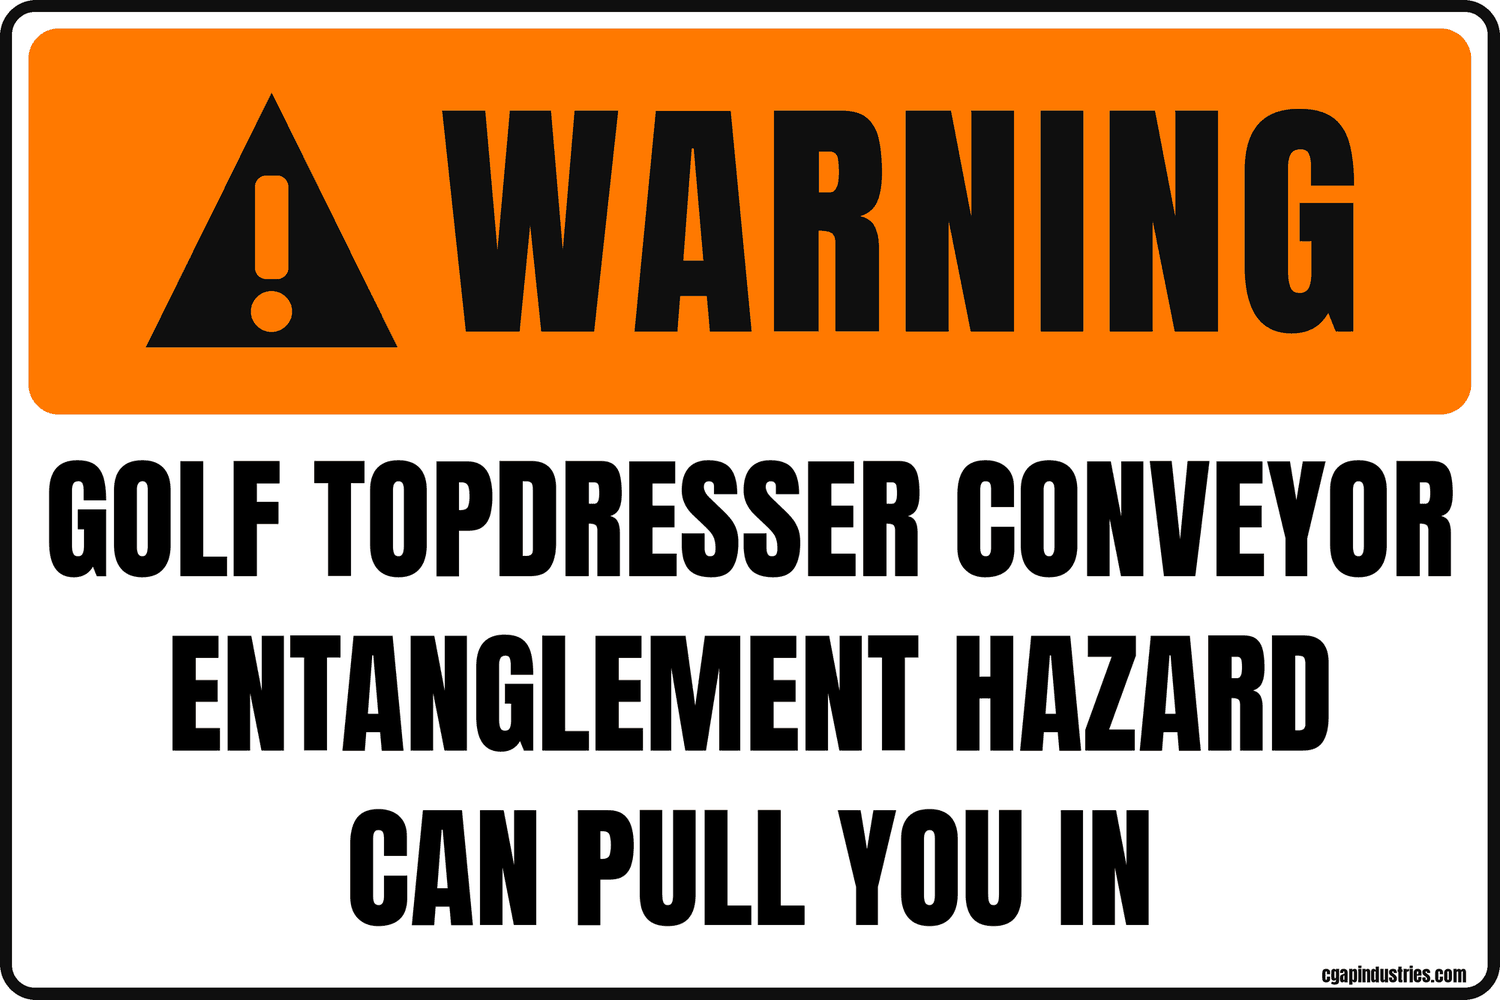 WARNING
GOLF TOPDRESSER CONVEYOR
ENTANGLEMENT HAZARD
CAN PULL YOU IN
cgapindustries.com